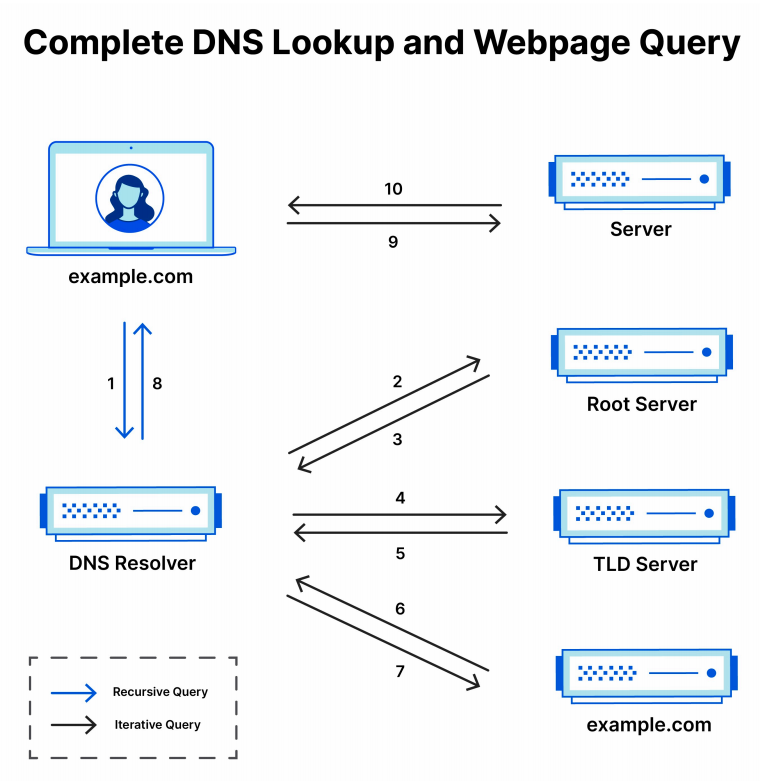 Complete DNS Lookup and Webpage Query
10
9
Server
example.com
1
8
2
3
Root Server
4
5
DNS Resolver
TLD Server
6
7
Recursive Query
Iterative Query
example.com